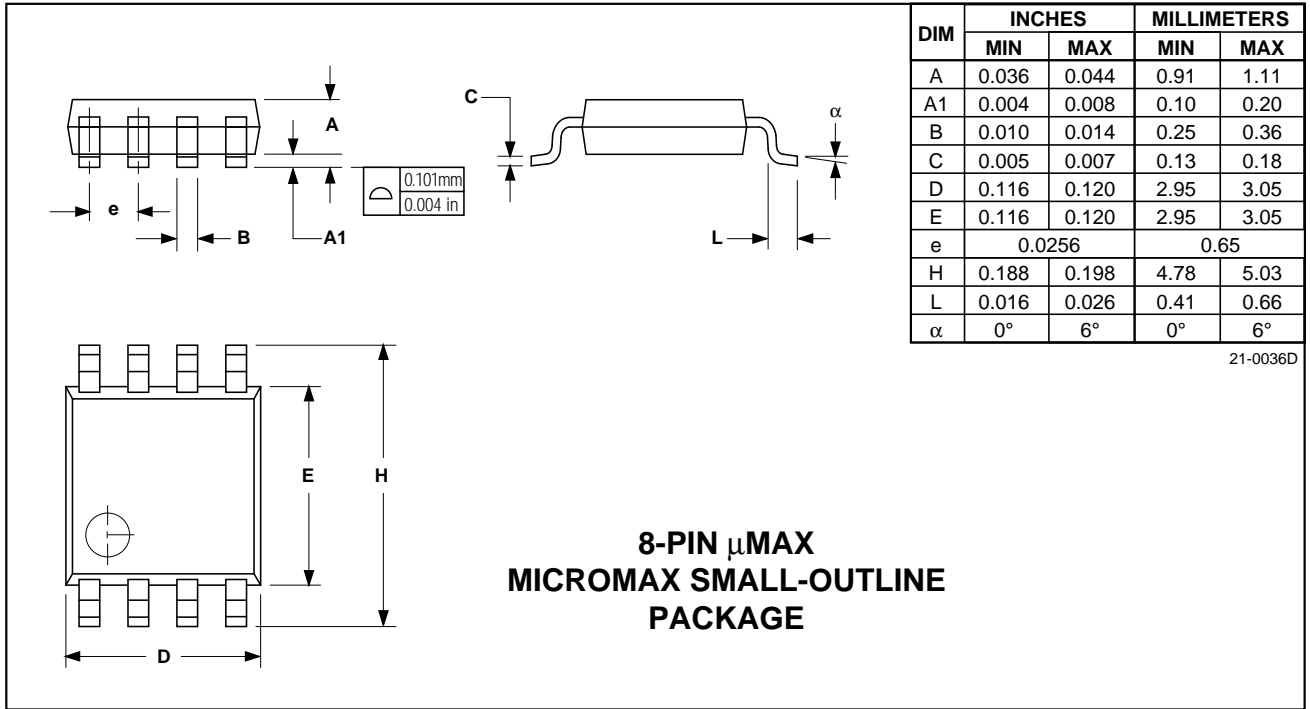 DIM INCHES MILLIMETERS
MIN MAX MIN MAX
A 0.036 0.044 0.91 1.11
A1 0.004 0.008 0.10 0.20
B 0.010 0.014 0.25 0.36
C 0.005 0.007 0.13 0.18
D 0.116 0.120 2.95 3.05
E 0.116 0.120 2.95 3.05
e 0.0256 0.65
H 0.188 0.198 4.78 5.03
L 0.016 0.026 0.41 0.66
α 0° 6° 0° 6°
21-0036D
A
C
α
0.101mm
0.004 in
e
B
A1
L
E
H
D
8-PIN μMAX
MICROMAX SMALL-OUTLINE
PACKAGE